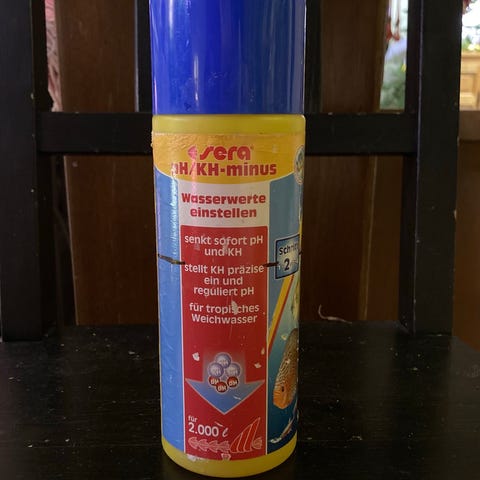 sera
pH/KH-minus
Wasserwerte
einstellen
senkt sofort pH
und KH
stellt KH präzise
ein und
reguliert pH
für tropisches
Weichwasser
2
für
2.000 ℓ